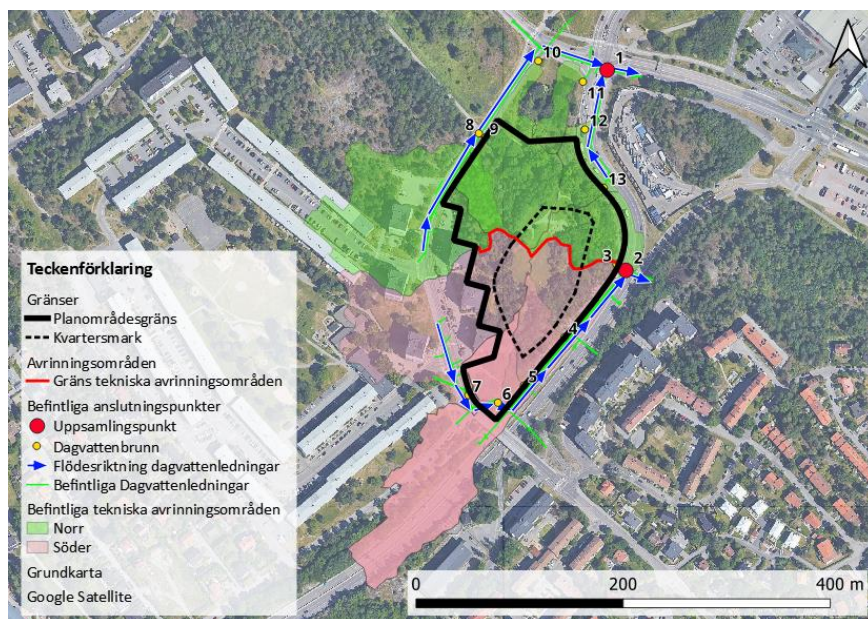 10
1
11
8
9
12
13
3
2
4
5
7
6
Teckenförklaring
Gränser
Planområdesgräns
Kvartersmark
Avrinningsområden
Gräns tekniska avrinningsområden
Befintliga anslutningspunkter
Uppsamlingspunkt
Dagvattenbrunn
Flödesriktning dagvattenledningar
Befintliga Dagvattenledningar
Befintliga tekniska avrinningsområden
Norr
Söder
Grundkarta
Google Satellite
0 200 400 m